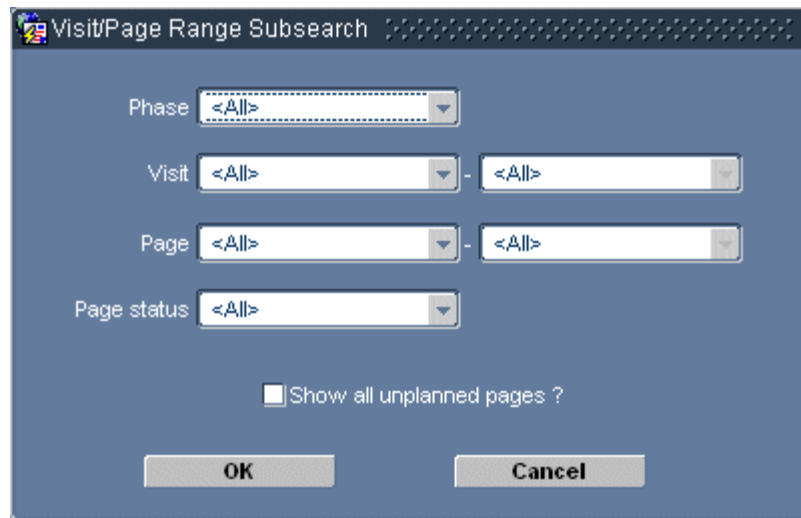 Visit/Page Range Subsearch
Phase <All>
Visit <All> - <All>
Page <All> - <All>
Page status <All>
Show all unplanned pages ?
OK Cancel